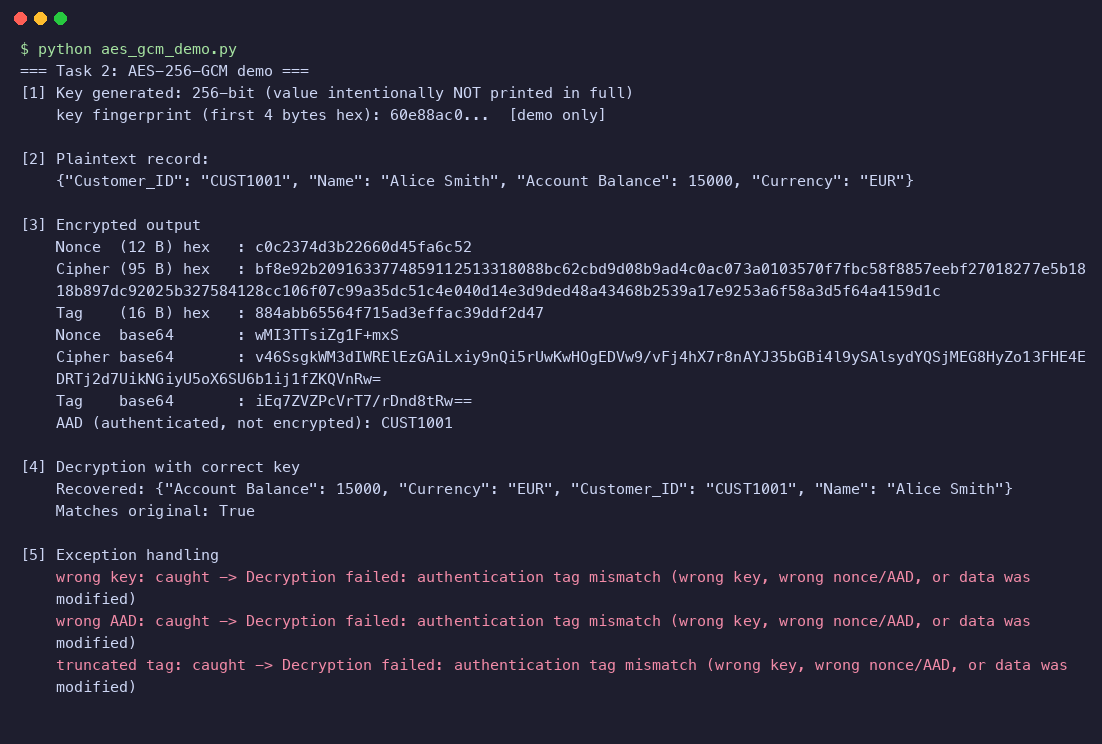 $ python aes_gcm_demo.py
=== Task 2: AES-256-GCM demo ===
[1] Key generated: 256-bit (value intentionally NOT printed in full)
    key fingerprint (first 4 bytes hex): 60e88ac0...  [demo only]
[2] Plaintext record:
    {"Customer_ID": "CUST1001", "Name": "Alice Smith", "Account Balance": 15000, "Currency": "EUR"}
[3] Encrypted output
    Nonce  (12 B) hex   : c0c2374d3b22660d45fa6c52
    Cipher (95 B) hex   : bf8e92b2091633774859112513318088bc62cbd9d08b9ad4c0ac073a0103570f7fbc58f8857eebf27018277e5b18
    18b897dc92025b327584128cc106f07c99a35dc51c4e040d14e3d9ded48a43468b2539a17e9253a6f58a3d5f64a4159d1c
    Tag    (16 B) hex   : 884abb65564f715ad3effac39ddf2d47
    Nonce  base64       : wMI3TTsiZg1F+mxS
    Cipher base64       : v46SsgkWM3dIWRElEzGAiLxiy9nQi5rUwKwHOgEDVw9/vFj4hX7r8nAYJ35bGBi4l9ySAlsydYQSjMEG8HyZo13FHE4E
    DRTj2d7UikNGiyU5oX6SU6b1ij1fZKQVnRw=
    Tag    base64       : iEq7ZVZPcVrT7/rDnd8tRw==
    AAD (authenticated, not encrypted): CUST1001
[4] Decryption with correct key
    Recovered: {"Account Balance": 15000, "Currency": "EUR", "Customer_ID": "CUST1001", "Name": "Alice Smith"}
    Matches original: True
[5] Exception handling
    wrong key: caught -> Decryption failed: authentication tag mismatch (wrong key, wrong nonce/AAD, or data was
    modified)
    wrong AAD: caught -> Decryption failed: authentication tag mismatch (wrong key, wrong nonce/AAD, or data was
    modified)
    truncated tag: caught -> Decryption failed: authentication tag mismatch (wrong key, wrong nonce/AAD, or data was
    modified)